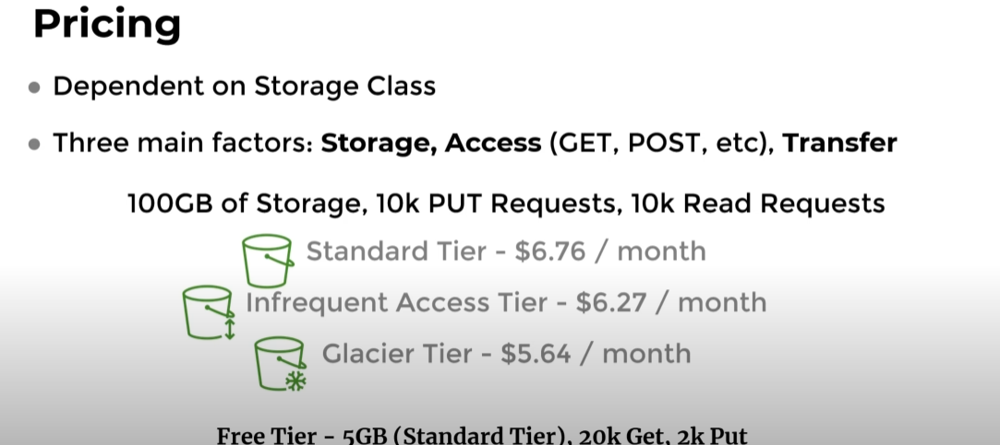 Pricing
Dependent on Storage Class
Three main factors: Storage, Access (GET, POST, etc), Transfer
100GB of Storage, 10k PUT Requests, 10k Read Requests
Standard Tier - $6.76 / month
Infrequent Access Tier - $6.27 / month
Glacier Tier - $5.64 / month
Free Tier - 5GB (Standard Tier), 20k Get, 2k Put